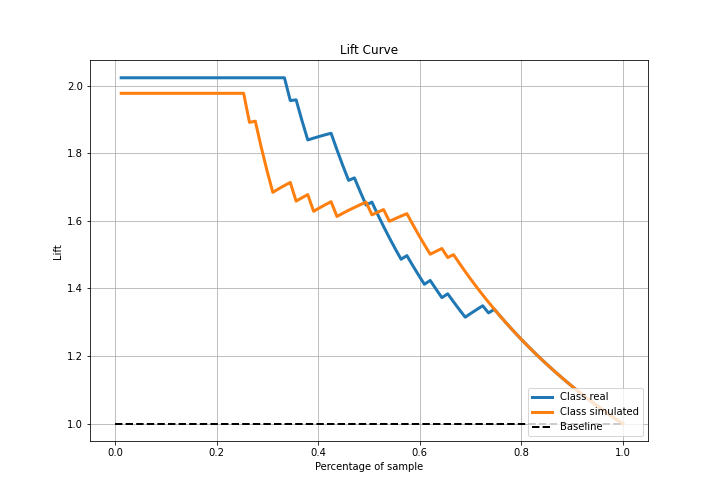 Lift Curve
2.0
1.8
1.6
1.4
1.2
1.0
Lift
0.0 0.2 0.4 0.6 0.8 1.0
Percentage of sample
Class real
Class simulated
Baseline